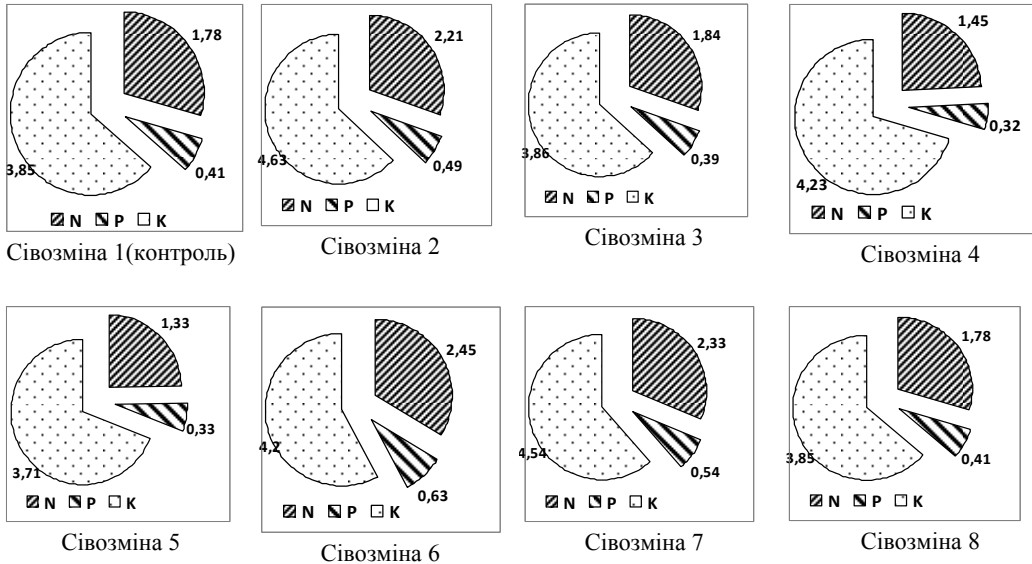 1,78
0,41
3,85
N P K
Сівозміна 1(контроль)
2,21
0,49
4,63
N P K
Сівозміна 2
1,84
0,39
3,86
N P K
Сівозміна 3
1,45
0,32
4,23
N P K
Сівозміна 4
1,33
0,33
3,71
N P K
Сівозміна 5
2,45
0,63
4,2
N P K
Сівозміна 6
2,33
0,54
4,54
N P K
Сівозміна 7
1,78
0,41
3,85
N P K
Сівозміна 8